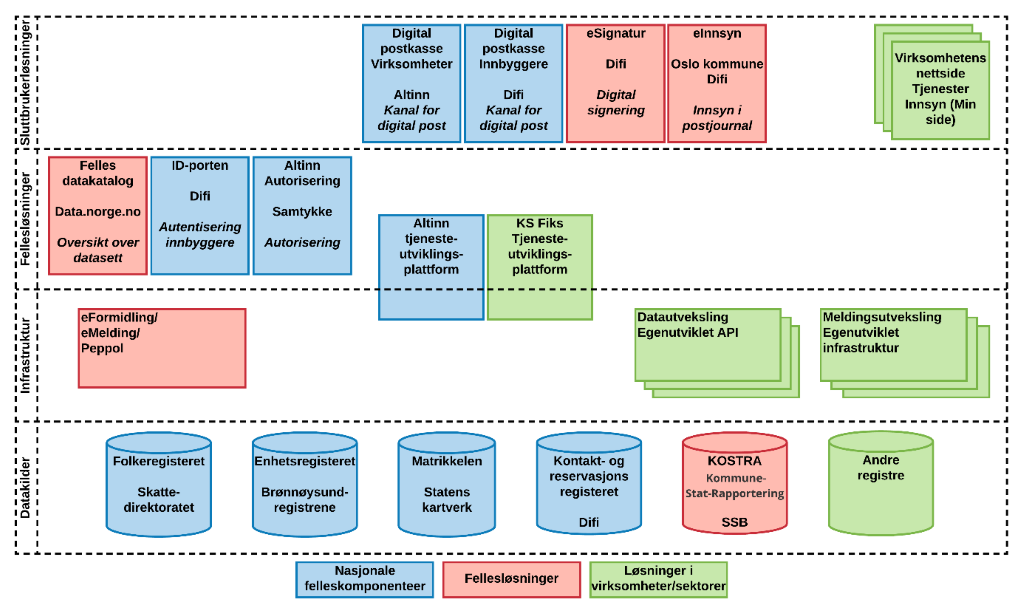 Sluttbrukerløsninger
Digital
postkasse
Virksomheter
Altinn
Kanal for
digital post
Digital
postkasse
Innbyggere
Difi
Kanal for
digital post
eSignatur
Difi
Digital
signering
eInnsyn
Oslo kommune
Difi
Innsyn i
postjournal
Virksomhetens
nettside
Tjenester
Innsyn (Min
side)
Fellesløsninger
Felles
datakatalog
Data.norge.no
Oversikt over
datasett
ID-porten
Difi
Autentisering
innbyggere
Altinn
Autorisering
Samtykke
Autorisering
Altinn
tjeneste-
utviklings-
plattform
KS Fiks
Tjeneste-
utviklings-
plattform
Infrastruktur
eFormidling/
eMelding/
Peppol
Datautveksling
Egenutviklet API
Meldingsutveksling
Egenutviklet
infrastruktur
Datakilder
Folkeregisteret
Skatte-
direktoratet
Enhetsregisteret
Brønnøysund-
registrene
Matrikkelen
Statens
kartverk
Kontakt- og
reservasjons
registeret
Difi
KOSTRA
Kommune-
Stat-Rapportering
SSB
Andre
registre
Nasjonale
felleskomponenteer
Fellesløsninger
Løsninger i
virksomheter/sektorer